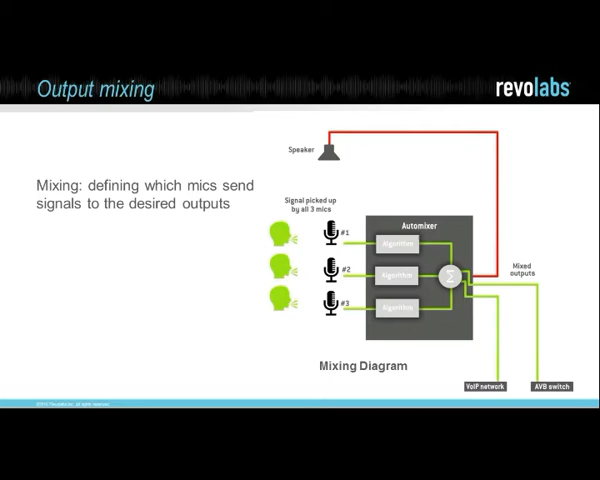 Output mixing
revolabs
Mixing: defining which mics send
signals to the desired outputs
Speaker
Signal picked up
by all 3 mics
#1
#2
#3
Automixer
Algorithm
Algorithm
Algorithm
Σ
Mixed
outputs
Mixing Diagram
VoIP network
AVB switch